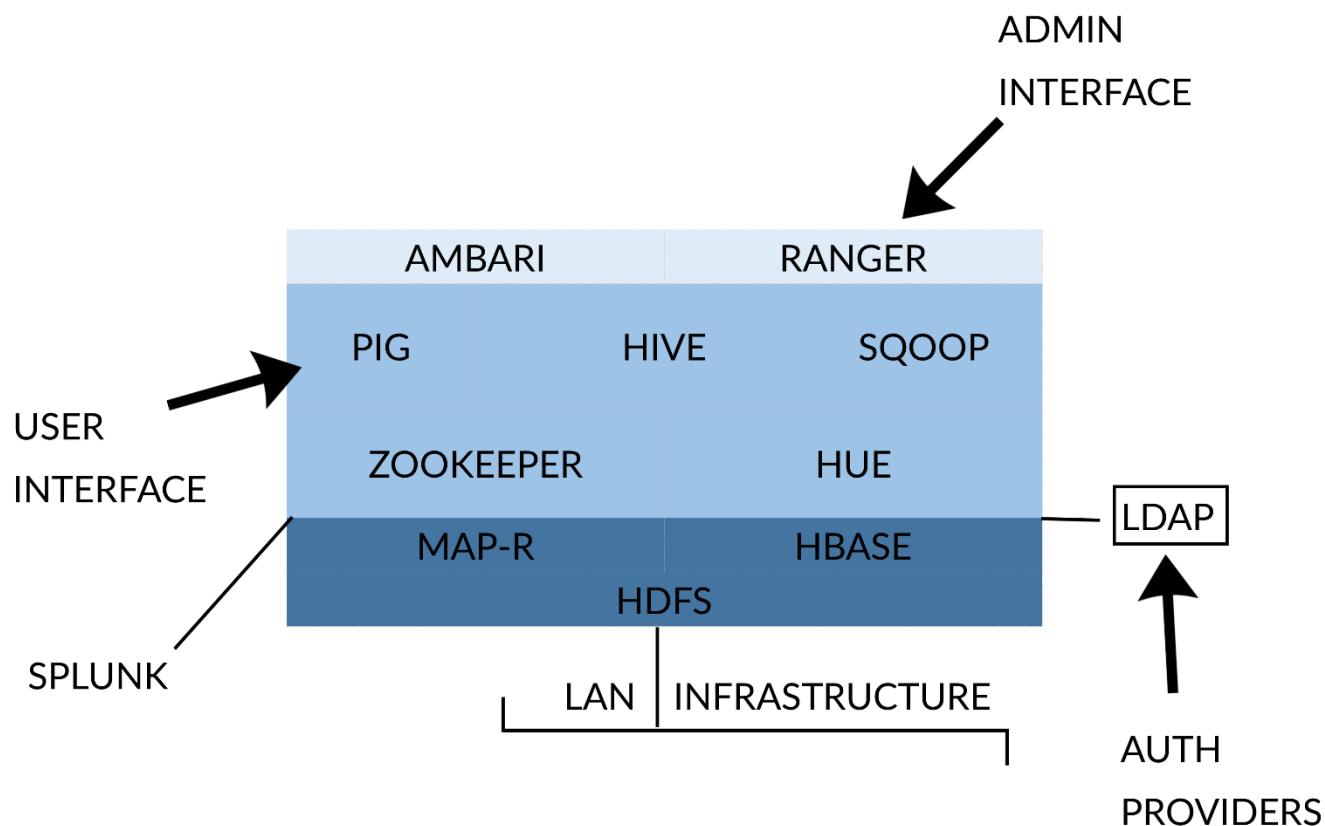 ADMIN
INTERFACE
AMBARI RANGER
PIG HIVE SQOOP
USER
INTERFACE
ZOOKEEPER HUE
LDAP
MAP-R HBASE
HDFS
SPLUNK
LAN INFRASTRUCTURE
AUTH
PROVIDERS